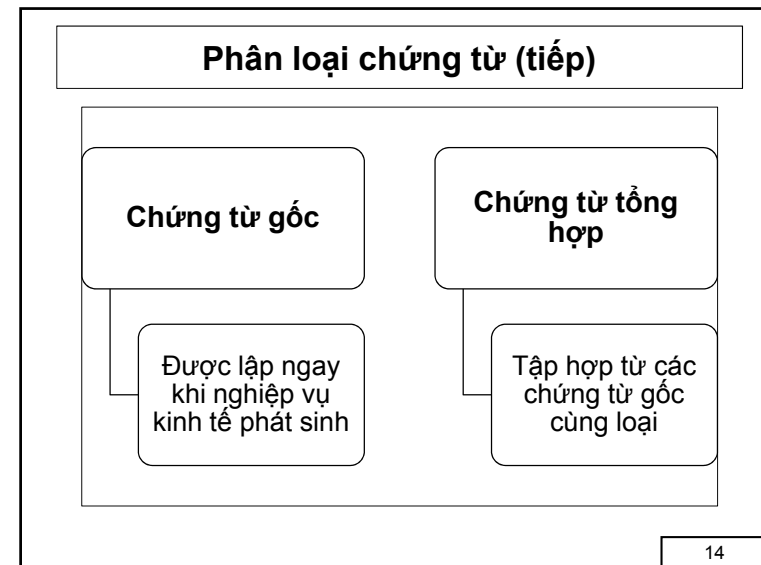 Phân loại chứng từ (tiếp)
Chứng từ gốc
Được lập ngay
khi nghiệp vụ
kinh tế phát sinh
Chứng từ tổng
hợp
Tập hợp từ các
chứng từ gốc
cùng loại
14